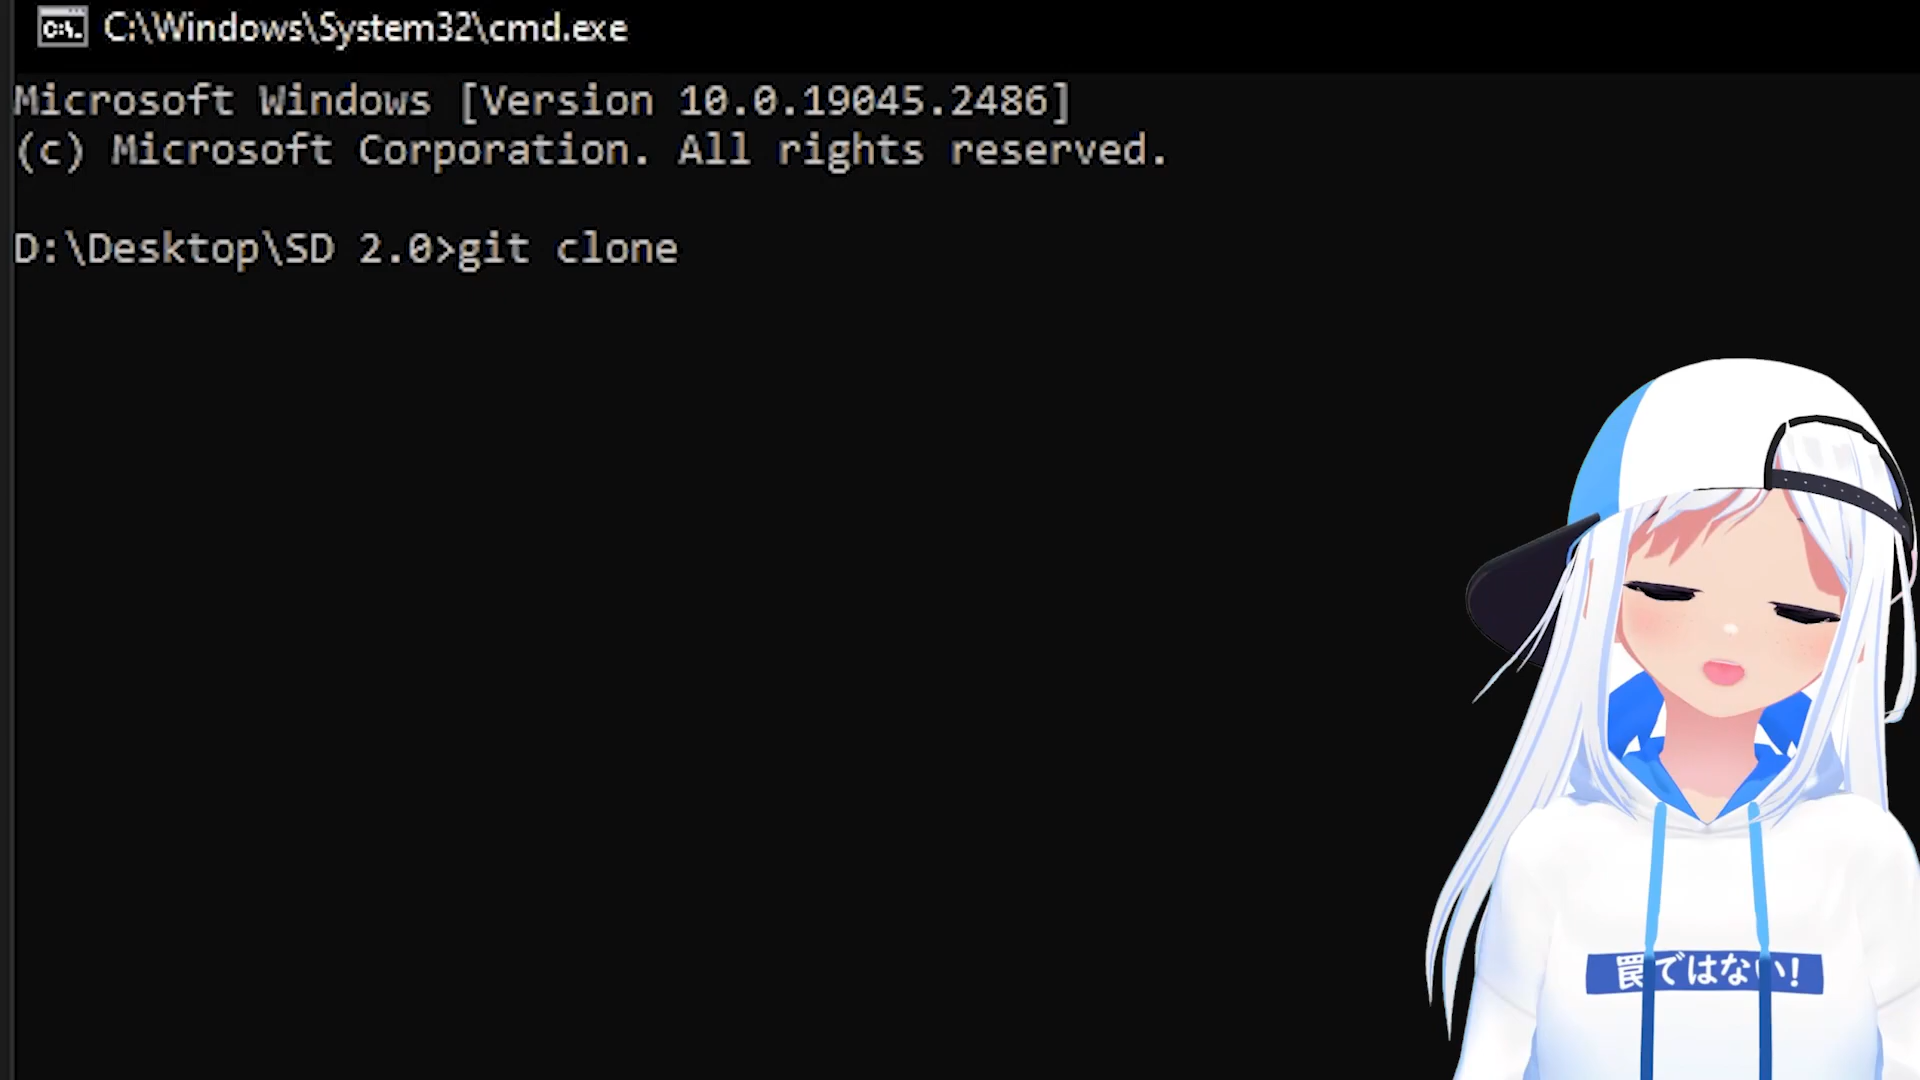 C:\Windows\System32\cmd.exe
Microsoft Windows [Version 10.0.19045.2486]
(c) Microsoft Corporation. All rights reserved.
D:\Desktop\SD 2.0>git clone
罠ではない!